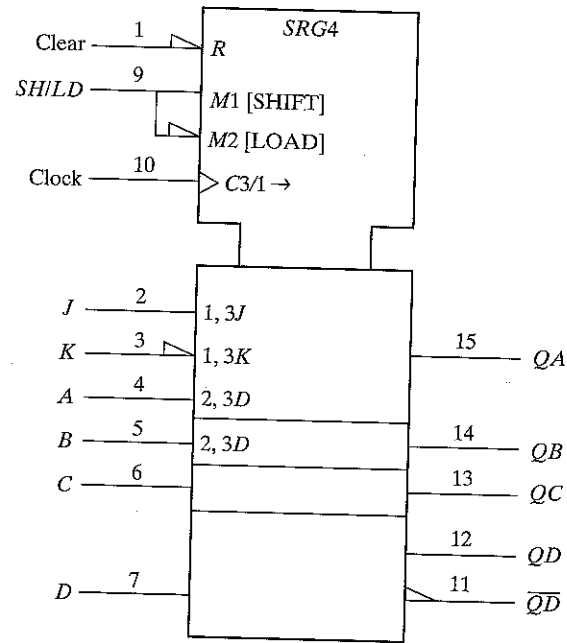 SRG4
Clear 1 R
SH/LD 9 M1 [SHIFT]
M2 [LOAD]
Clock 10 C3/1 →
J 2 1, 3J
K 3 1, 3K
15 QA
A 4 2, 3D
B 5 2, 3D
14 QB
C 6
13 QC
12 QD
D 7
11 QD